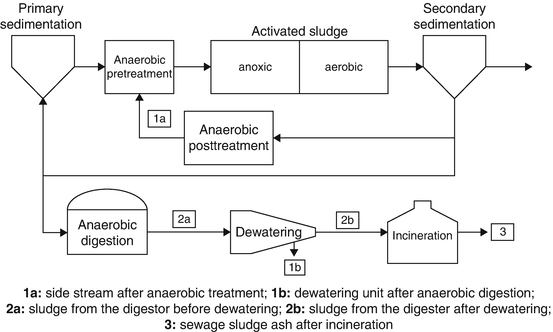 Primary
sedimentation
Secondary
sedimentation
Activated sludge
Anaerobic
pretreatment
anoxic
aerobic
1a
Anaerobic
posttreatment
Anaerobic
digestion
2a
Dewatering
2b
Incineration
3
1b
1a: side stream after anaerobic treatment; 1b: dewatering unit after anaerobic digestion;
2a: sludge from the digestor before dewatering; 2b: sludge from the digester after dewatering;
3: sewage sludge ash after incineration